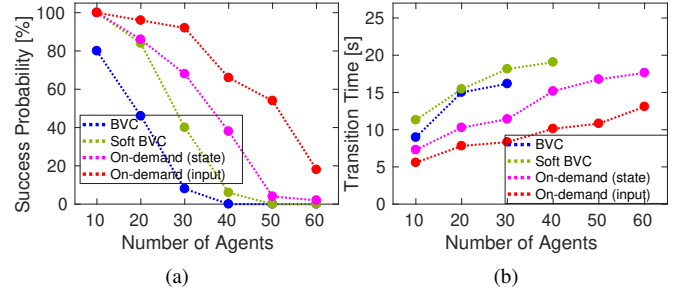 Success Probability [%]
100
80
60
40
20
0
BVC
Soft BVC
On-demand (state)
On-demand (input)
10 20 30 40 50 60
Number of Agents
(a)
Transition Time [s]
25
20
15
10
5
0
BVC
Soft BVC
On-demand (state)
On-demand (input)
10 20 30 40 50 60
Number of Agents
(b)